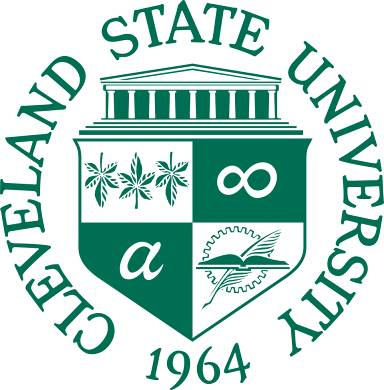 CLEVELAND STATE UNIVERSITY
∞
a
1964